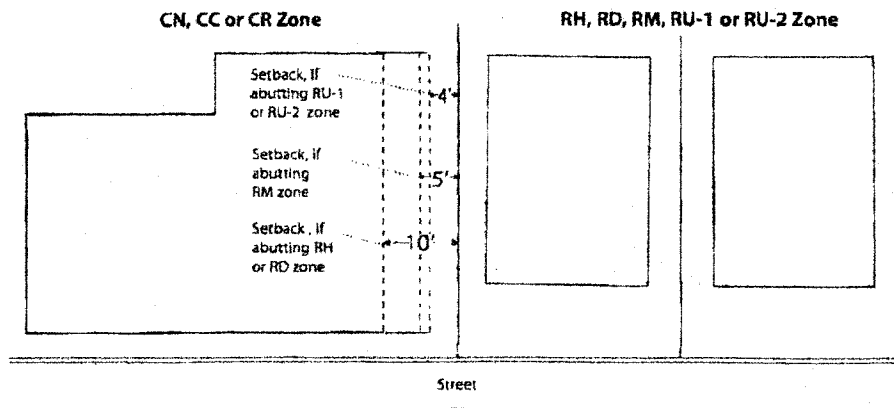 CN, CC or CR Zone
RH, RD, RM, RU-1 or RU-2 Zone
Setback, if
abutting RU-1
or RU-2 zone
4'
Setback, if
abutting
RM zone
5'
Setback, if
abutting RH
or RD zone
10'
Street